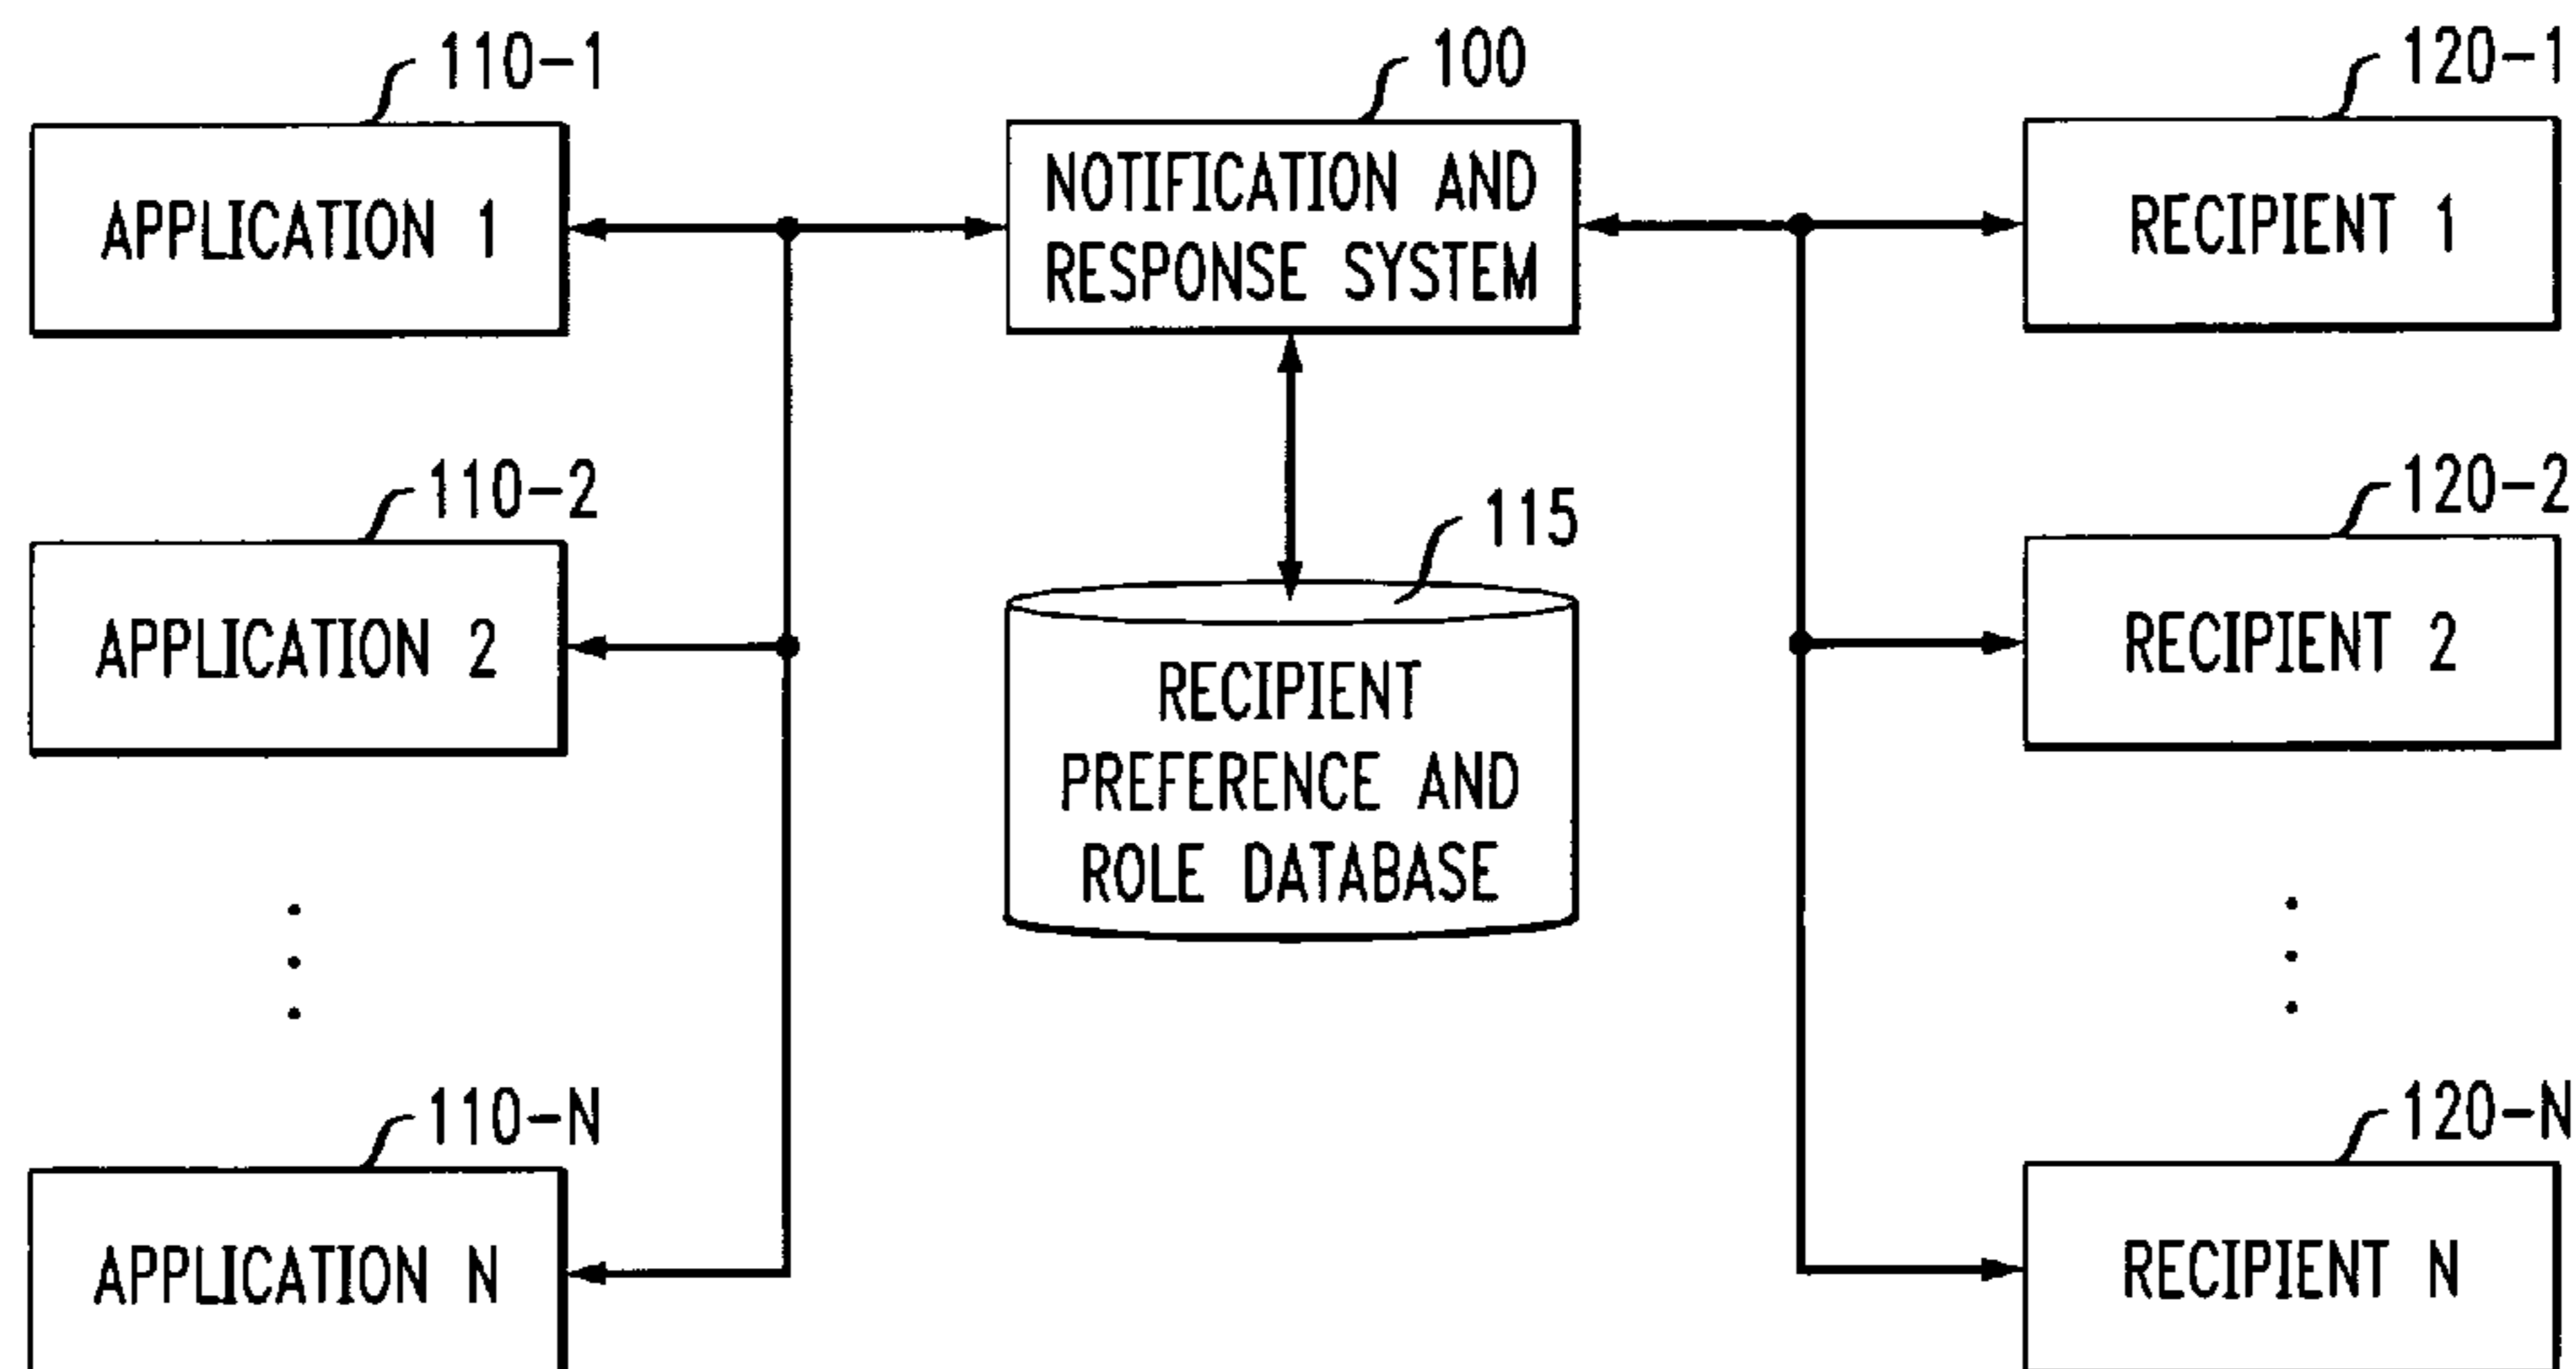 110-1
100
120-1
APPLICATION 1
NOTIFICATION AND
RESPONSE SYSTEM
RECIPIENT 1
110-2
115
120-2
APPLICATION 2
RECIPIENT
PREFERENCE AND
ROLE DATABASE
RECIPIENT 2
110-N
120-N
APPLICATION N
RECIPIENT N